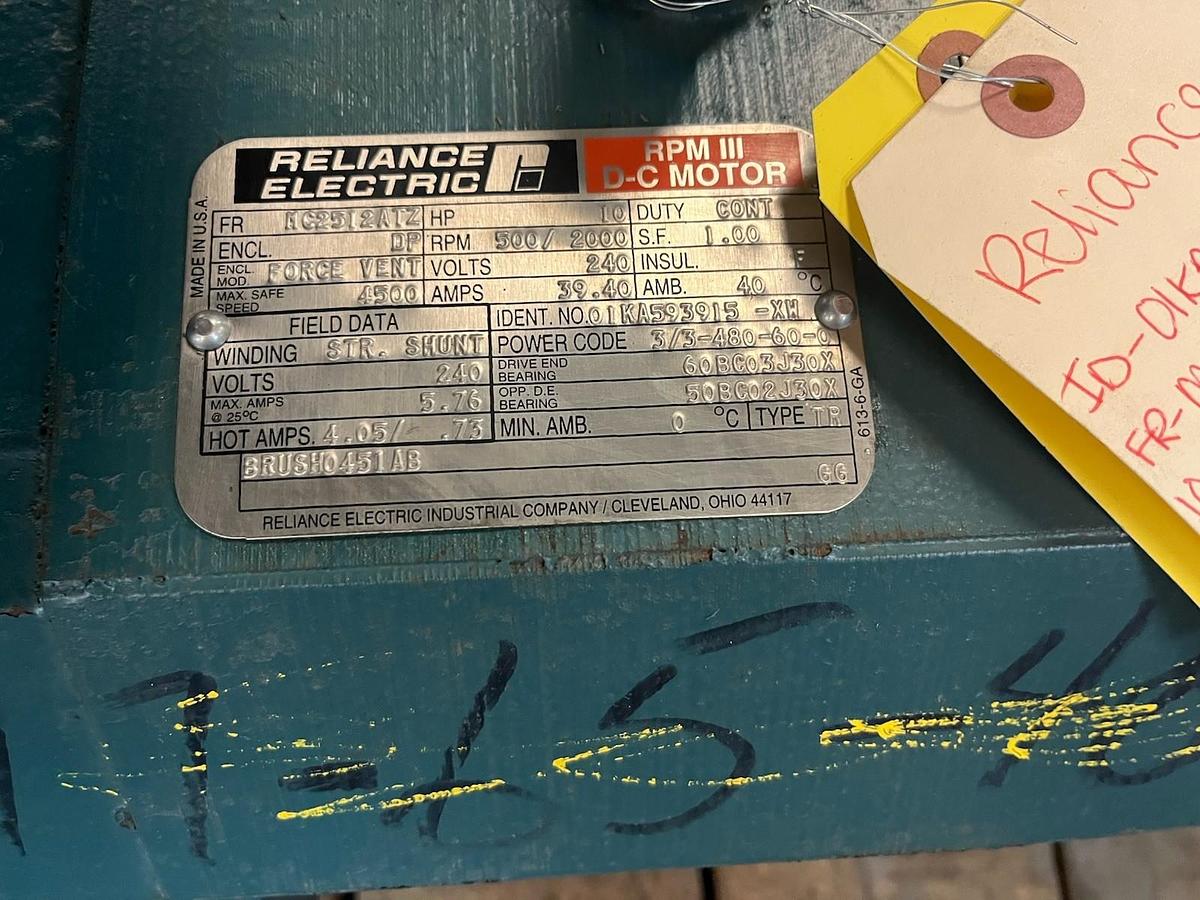 RELIANCE ELECTRIC
RPM III
D-C MOTOR
MADE IN U.S.A.
FR MC2512ATZ HP 10 DUTY CONT
ENCL. DP RPM 500/ 2000 S.F. 1.00
ENCL. MOD. FORCE VENT VOLTS 240 INSUL. F
MAX. SAFE SPEED 4500 AMPS 39.40 AMB. 40 °C
FIELD DATA
WINDING STR. SHUNT
VOLTS 240
MAX. AMPS @ 25°C 5.76
HOT AMPS. 4.05/ .73
IDENT. NO. 01KA593915 -XW
POWER CODE 3/3-480-60-0
DRIVE END BEARING 60BC03J30X
OPP. D.E. BEARING 50BC02J30X
MIN. AMB. 0 °C TYPE TR
BRUSH0451AB
GG
RELIANCE ELECTRIC INDUSTRIAL COMPANY / CLEVELAND, OHIO 44117
613-6-GA
Reliance
ID-01K
FR-M